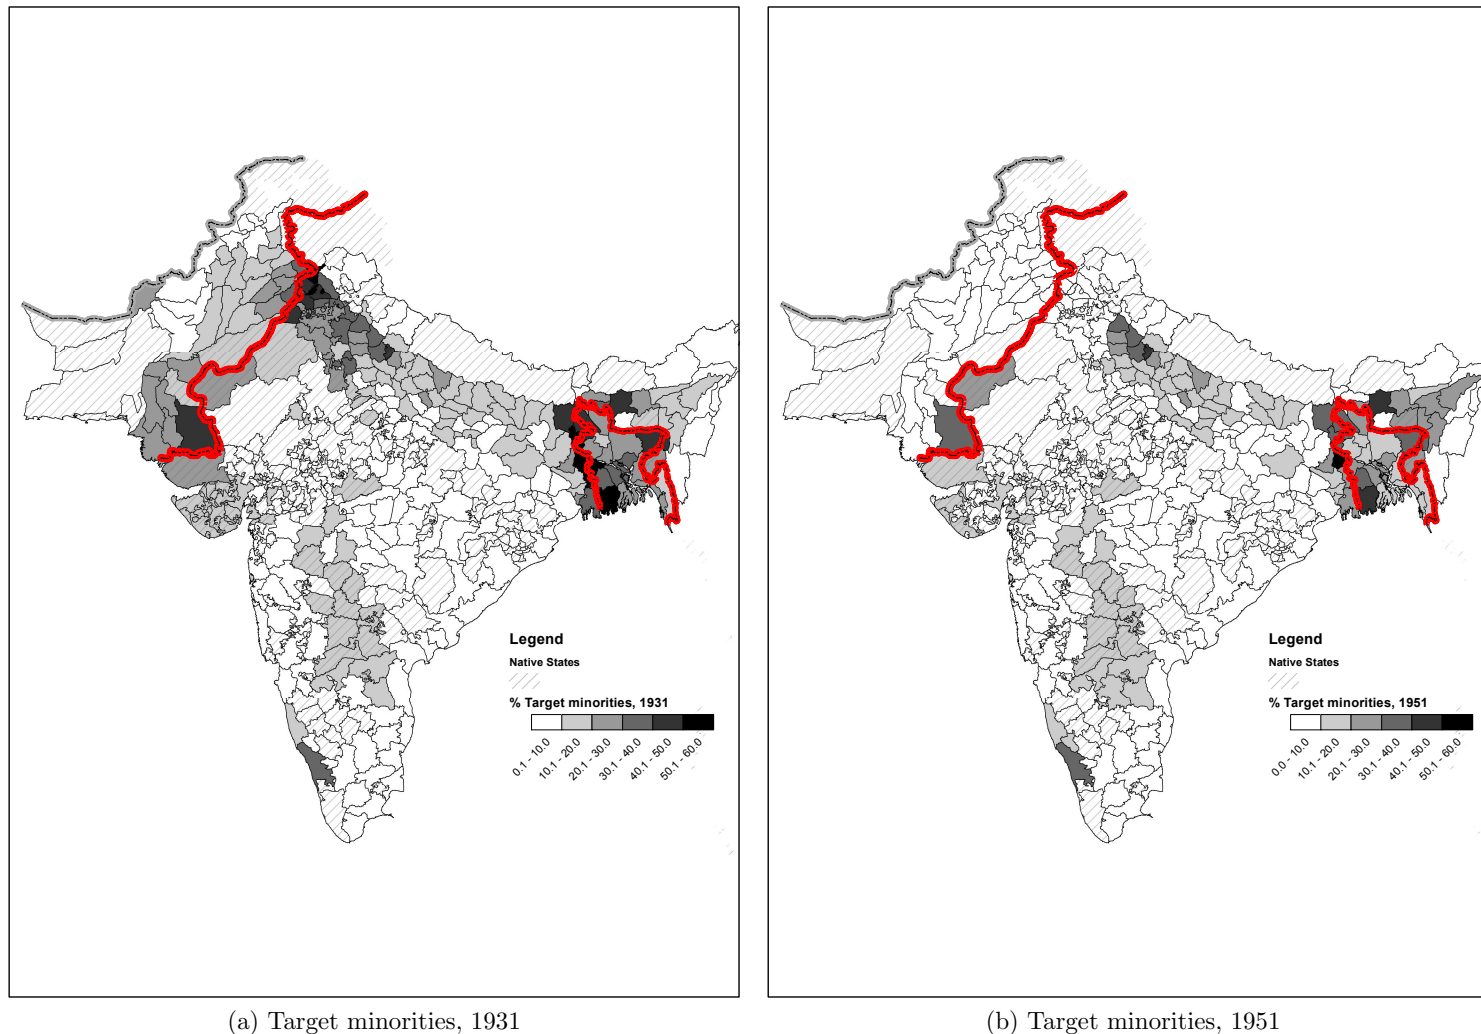 Legend
Native States
% Target minorities, 1931
0.1 - 10.0
10.1 - 20.0
20.1 - 30.0
30.1 - 40.0
40.1 - 50.0
50.1 - 60.0
(a) Target minorities, 1931
Legend
Native States
% Target minorities, 1951
0.0 - 10.0
10.1 - 20.0
20.1 - 30.0
30.1 - 40.0
40.1 - 50.0
50.1 - 60.0
(b) Target minorities, 1951